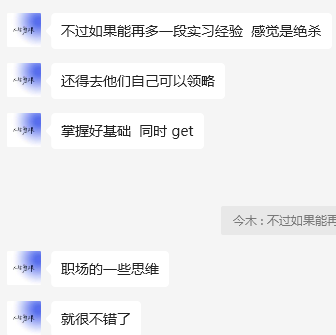 不过如果能再多一段实习经验 感觉是绝杀
还得去他们自己可以领略
掌握好基础 同时 get
今木 : 不过如果能再
职场的一些思维
就很不错了